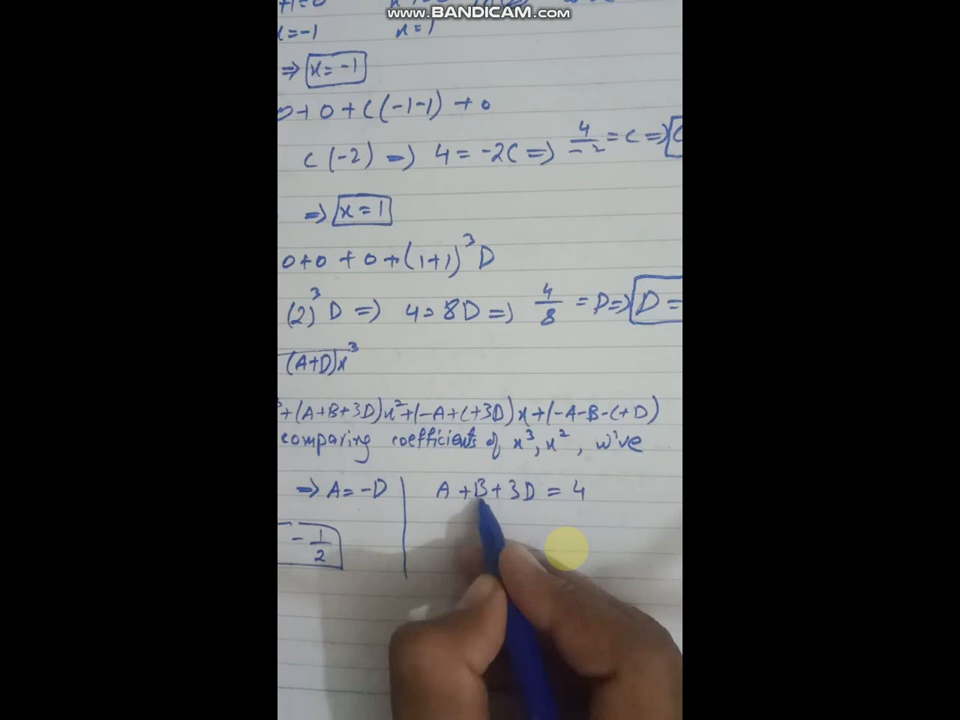 www.BANDICAM.com
x=-1 x=1
⇒ x=-1
0+0+C(-1-1)+0
C(-2) ⇒ 4=-2C ⇒ 4/-2 = C ⇒
⇒ x=1
0+0+0+(1+1)³D
(2)³D ⇒ 4=8D ⇒ 4/8 = D ⇒ D=
(A+D)x³
+(A+B+3D)x²+(-A+C+3D)x+(-A-B-C+D)
comparing coefficients of x³, x², we've
⇒ A=-D A+B+3D=4
-1/2